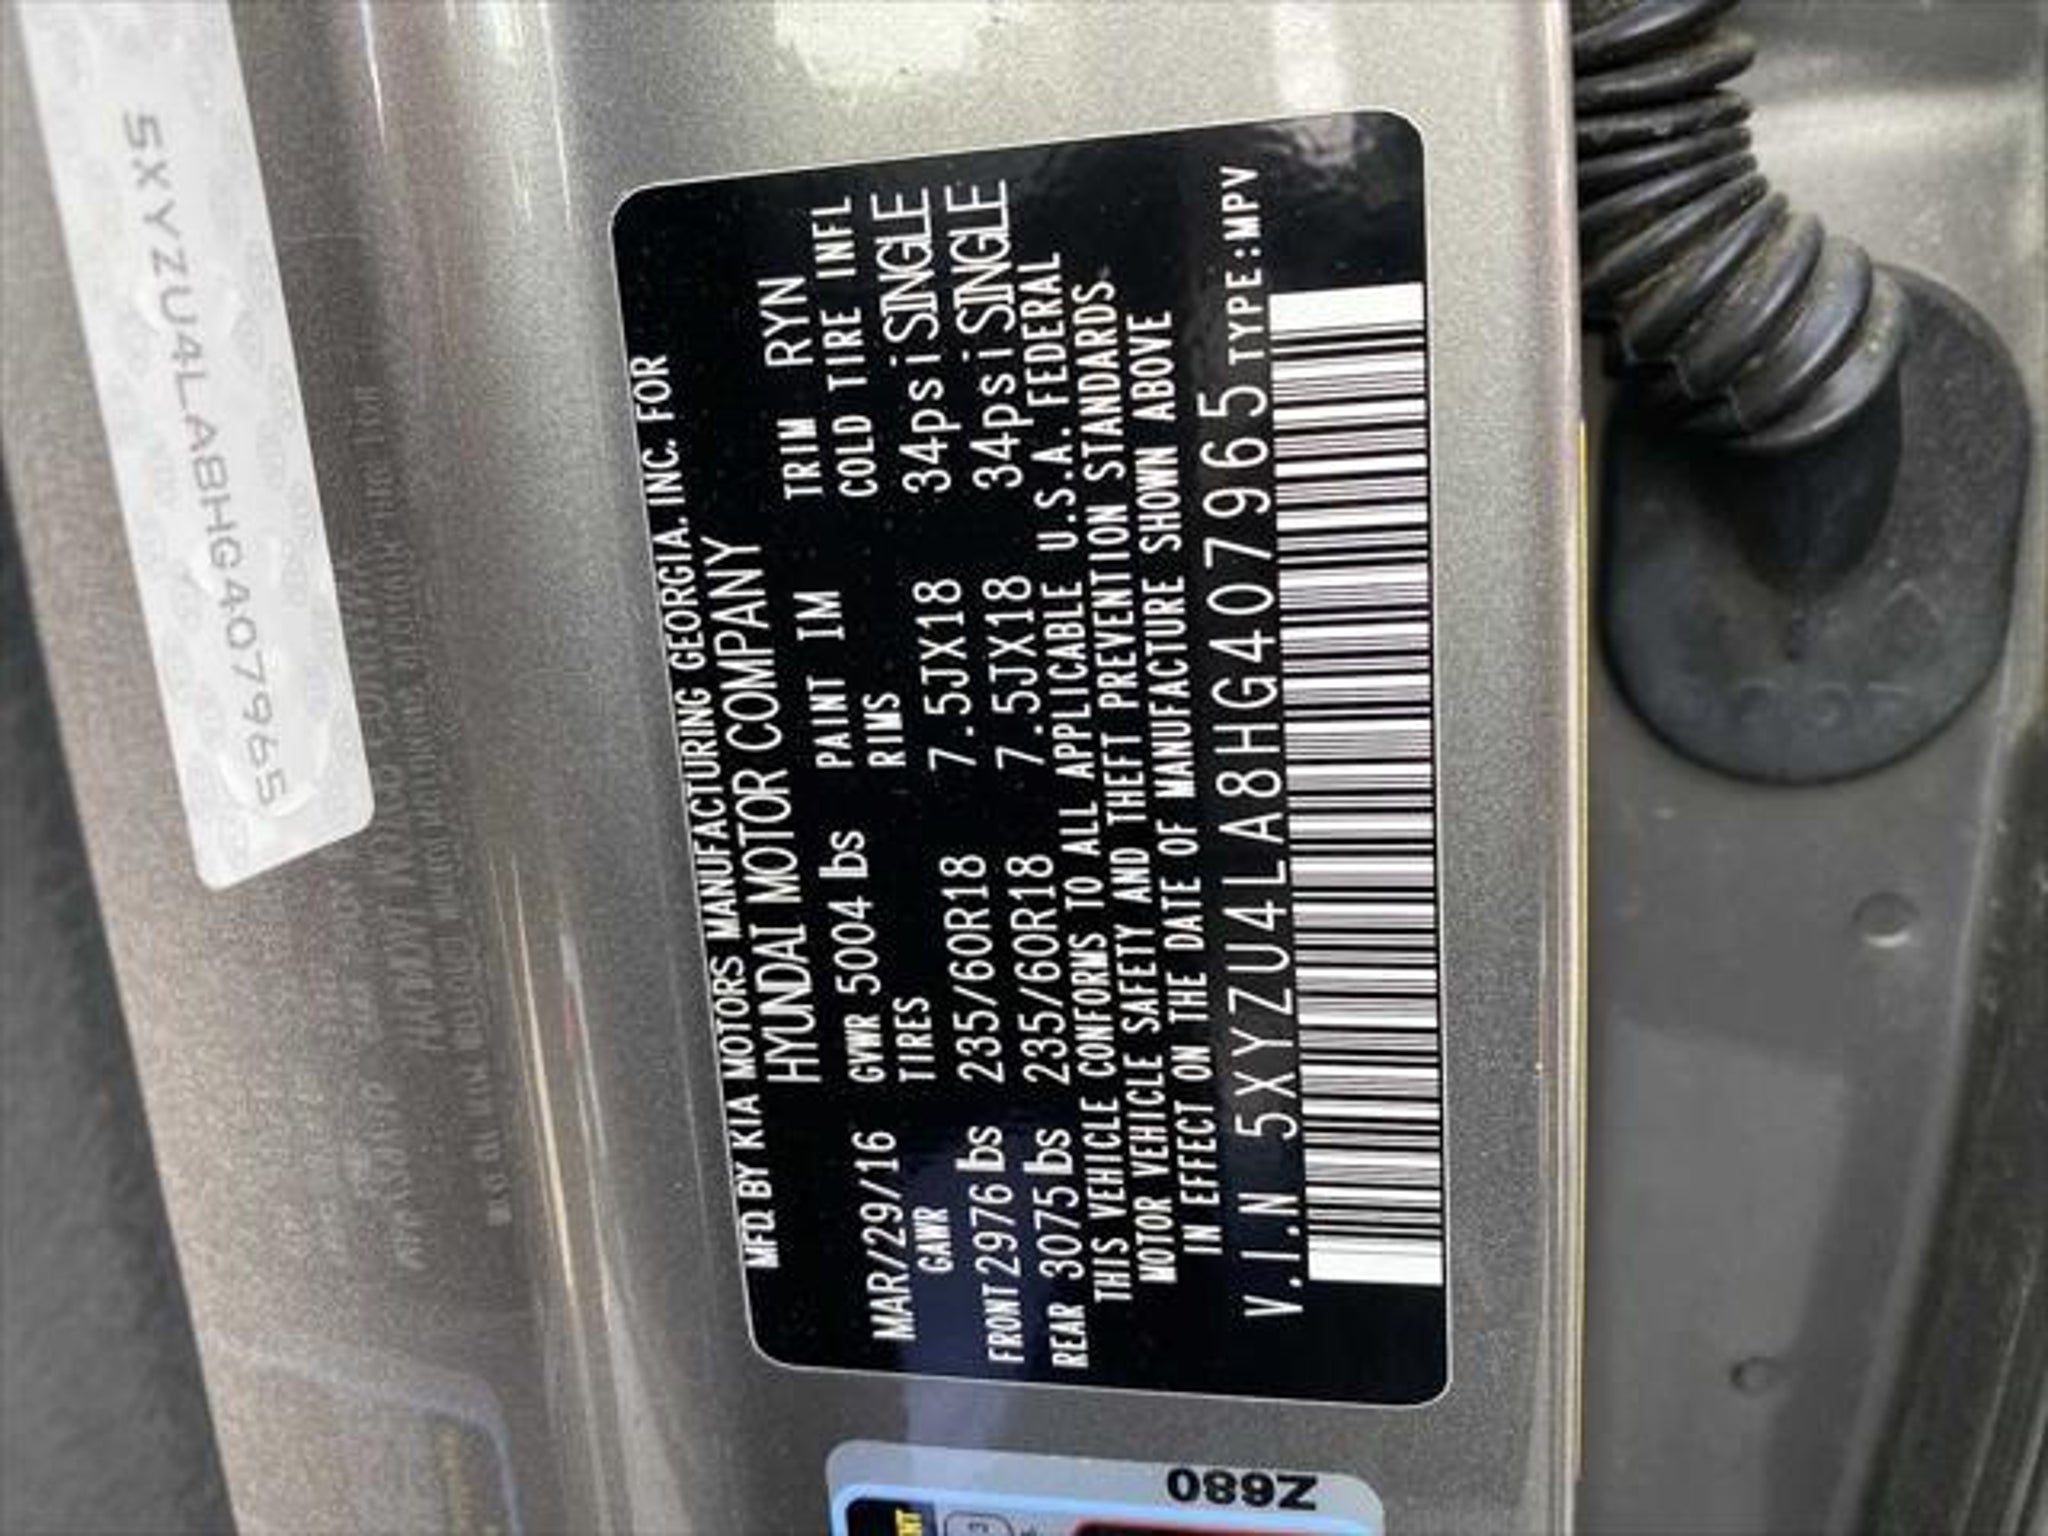 5XYZU4LA8HG407965
MFD BY KIA MOTORS MANUFACTURING GEORGIA, INC. FOR
HYUNDAI MOTOR COMPANY
MAR/29/16 GVWR 5004 lbs PAINT IM TRIM RYN
GAWR TIRES RIMS COLD TIRE INFL
FRONT 2976 lbs 235/60R18 7.5JX18 34psi SINGLE
REAR 3075 lbs 235/60R18 7.5JX18 34psi SINGLE
THIS VEHICLE CONFORMS TO ALL APPLICABLE U.S.A. FEDERAL
MOTOR VEHICLE SAFETY AND THEFT PREVENTION STANDARDS.
IN EFFECT ON THE DATE OF MANUFACTURE SHOWN ABOVE
V.I.N 5XYZU4LA8HG407965 TYPE:MPV
Z680